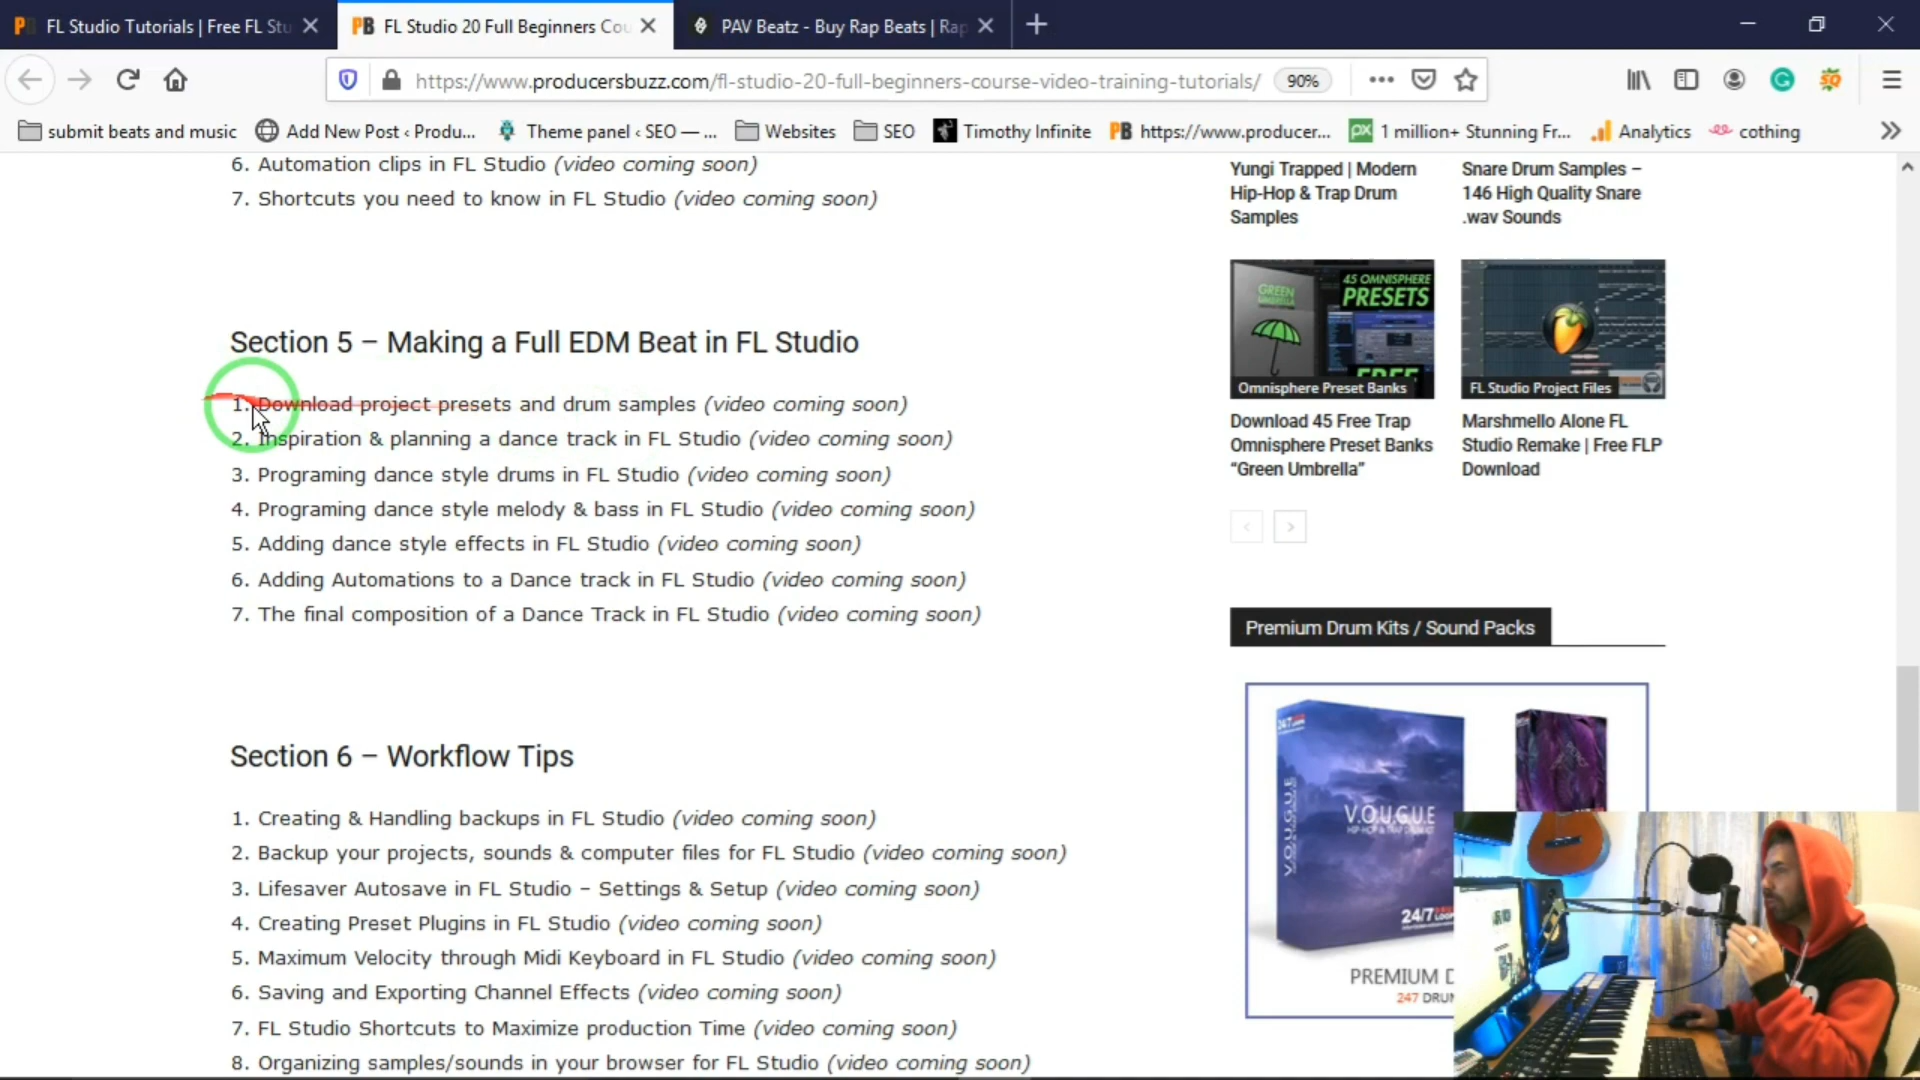 FL Studio Tutorials | Free FL Stu
FL Studio 20 Full Beginners Cou
PAV Beatz - Buy Rap Beats | Rap
https://www.producersbuzz.com/fl-studio-20-full-beginners-course-video-training-tutorials/
90%
submit beats and music
Add New Post ‹ Produ...
Theme panel ‹ SEO — ...
Websites
SEO
Timothy Infinite
https://www.producer...
1 million+ Stunning Fr...
Analytics
cothing
6. Automation clips in FL Studio (video coming soon)
7. Shortcuts you need to know in FL Studio (video coming soon)
Section 5 – Making a Full EDM Beat in FL Studio
1. Download project presets and drum samples (video coming soon)
2. Inspiration & planning a dance track in FL Studio (video coming soon)
3. Programing dance style drums in FL Studio (video coming soon)
4. Programing dance style melody & bass in FL Studio (video coming soon)
5. Adding dance style effects in FL Studio (video coming soon)
6. Adding Automations to a Dance track in FL Studio (video coming soon)
7. The final composition of a Dance Track in FL Studio (video coming soon)
Section 6 – Workflow Tips
1. Creating & Handling backups in FL Studio (video coming soon)
2. Backup your projects, sounds & computer files for FL Studio (video coming soon)
3. Lifesaver Autosave in FL Studio – Settings & Setup (video coming soon)
4. Creating Preset Plugins in FL Studio (video coming soon)
5. Maximum Velocity through Midi Keyboard in FL Studio (video coming soon)
6. Saving and Exporting Channel Effects (video coming soon)
7. FL Studio Shortcuts to Maximize production Time (video coming soon)
8. Organizing samples/sounds in your browser for FL Studio (video coming soon)
Yungi Trapped | Modern
Hip-Hop & Trap Drum
Samples
Snare Drum Samples –
146 High Quality Snare
.wav Sounds
GREEN
UMBRELLA
45 OMNISPHERE
PRESETS
FREE
Omnisphere Preset Banks
FL Studio Project Files
Download 45 Free Trap
Omnisphere Preset Banks
“Green Umbrella”
Marshmello Alone FL
Studio Remake | Free FLP
Download
Premium Drum Kits / Sound Packs
V.O.U.G.U.E
24/7
PREMIUM D
247 DRUM